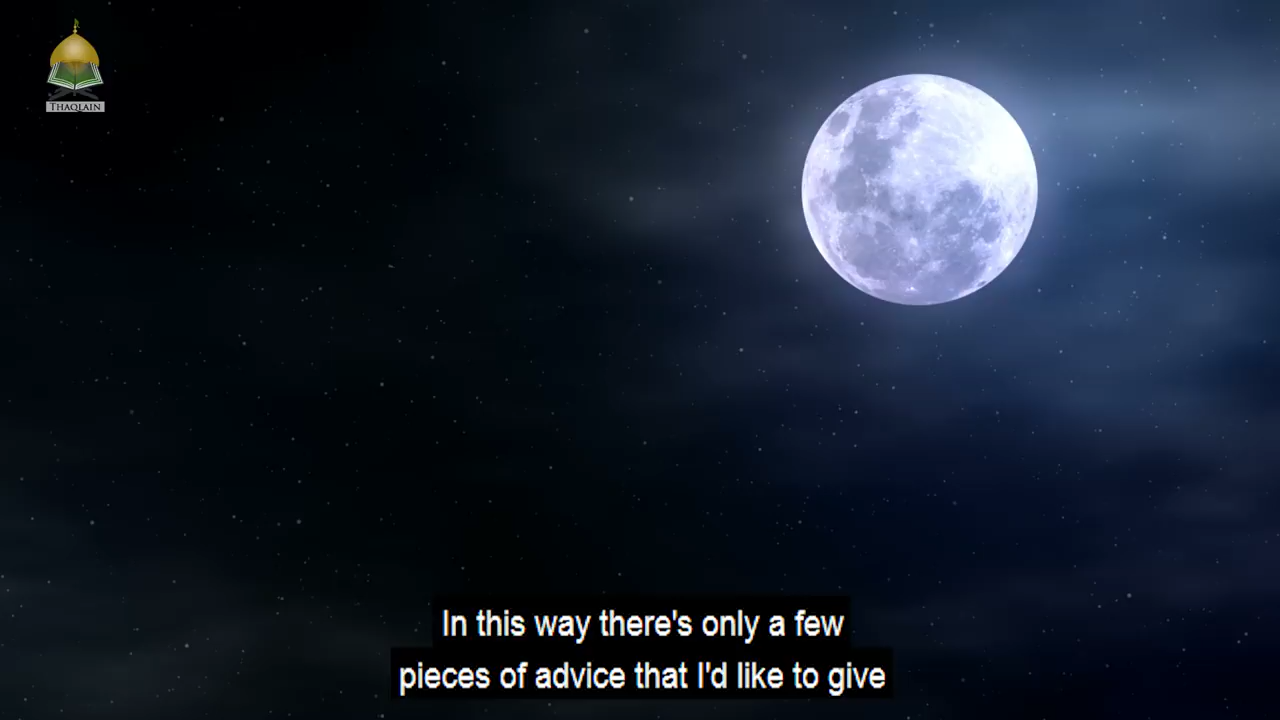 THAQLAIN
In this way there's only a few
pieces of advice that I'd like to give